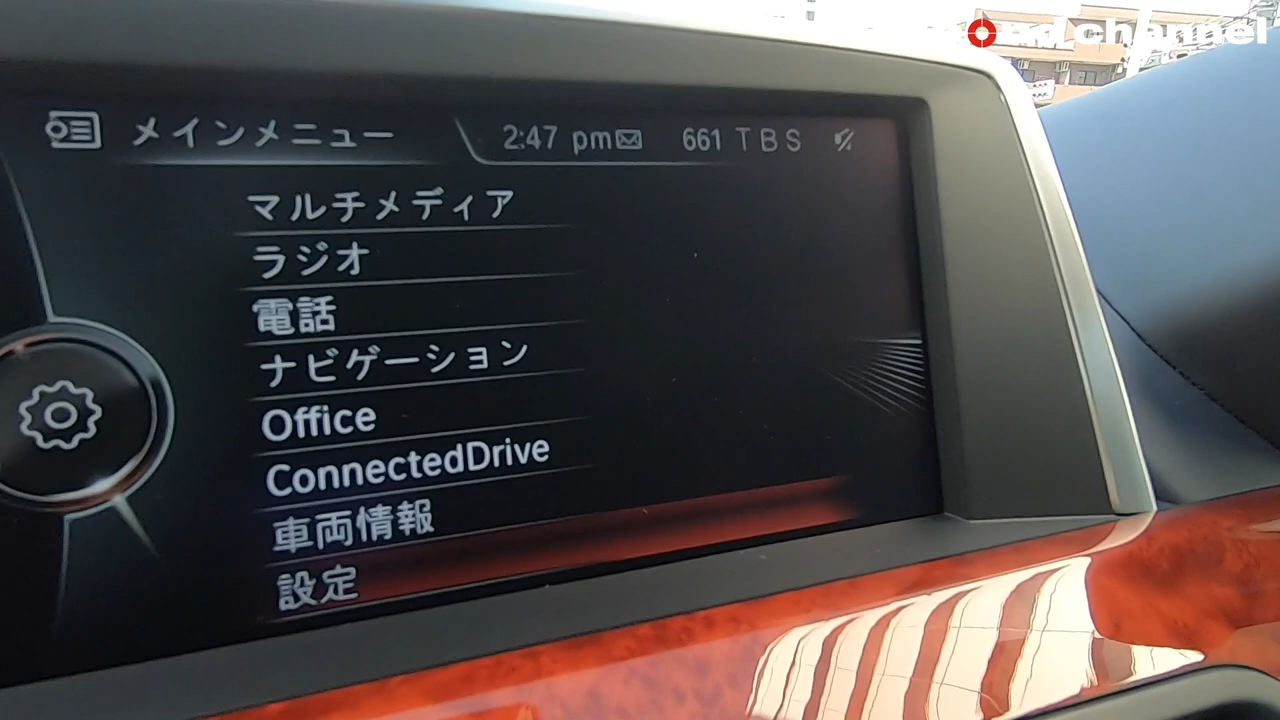 channel
メインメニュー 2:47 pm 661 TBS
マルチメディア
ラジオ
電話
ナビゲーション
Office
ConnectedDrive
車両情報
設定